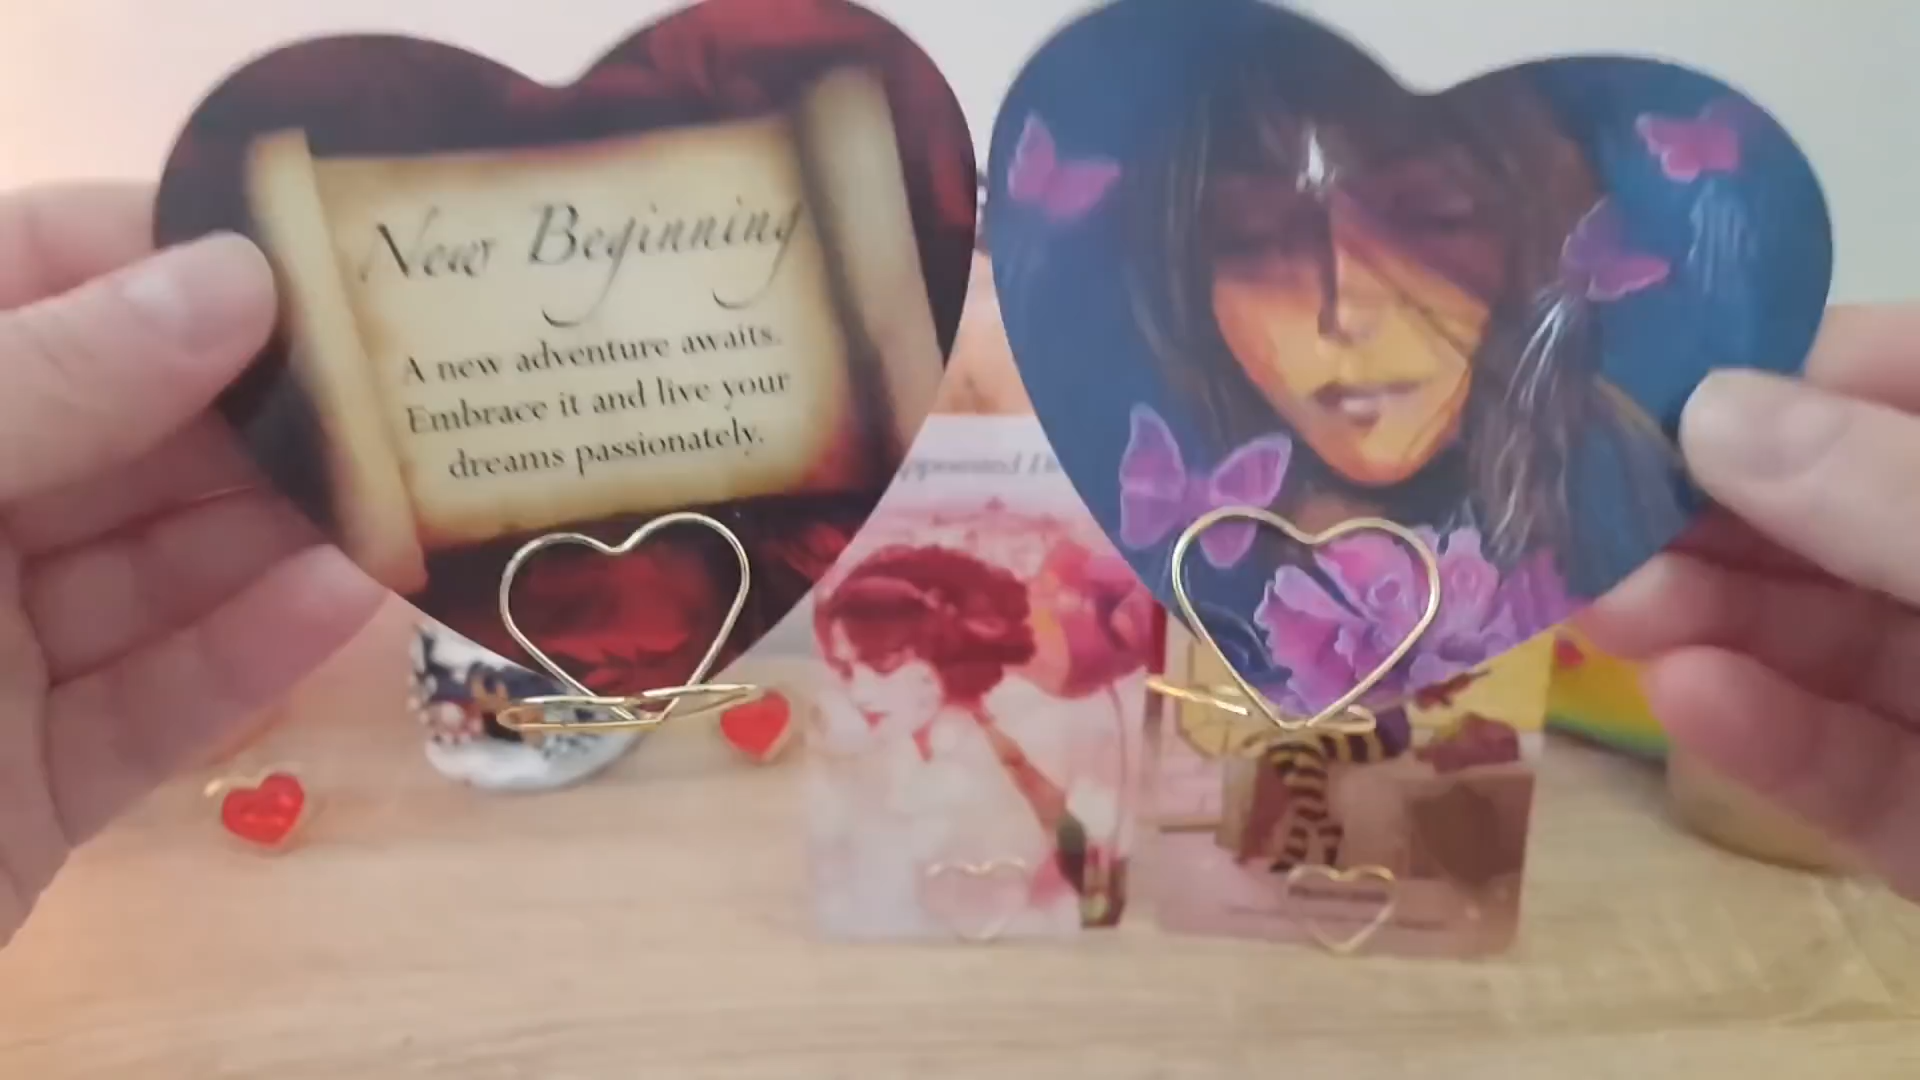 New Beginning
A new adventure awaits.
Embrace it and live your
dreams passionately.